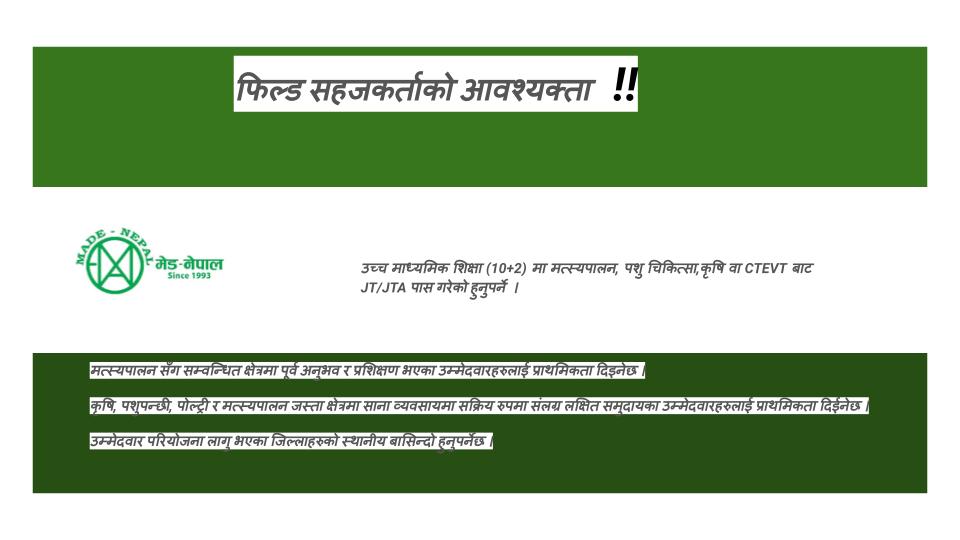 फिल्ड सहजकर्ताको आवश्यक्ता !!
MADE - NEPAL
मेड-नेपाल
Since 1993
उच्च माध्यमिक शिक्षा (10+2) मा मत्स्यपालन, पशु चिकित्सा,कृषि वा CTEVT बाट
JT/JTA पास गरेको हुनुपर्ने ।
मत्स्यपालन सँग सम्वन्धित क्षेत्रमा पूर्व अनुभव र प्रशिक्षण भएका उम्मेदवारहरुलाई प्राथमिकता दिइनेछ ।
कृषि, पशुपन्छी, पोल्ट्री र मत्स्यपालन जस्ता क्षेत्रमा साना व्यवसायमा सक्रिय रुपमा संलग्न लक्षित समुदायका उम्मेदवारहरुलाई प्राथमिकता दिईनेछ ।
उम्मेदवार परियोजना लागु भएका जिल्लाहरुको स्थानीय बासिन्दो हुनुपर्नेछ ।